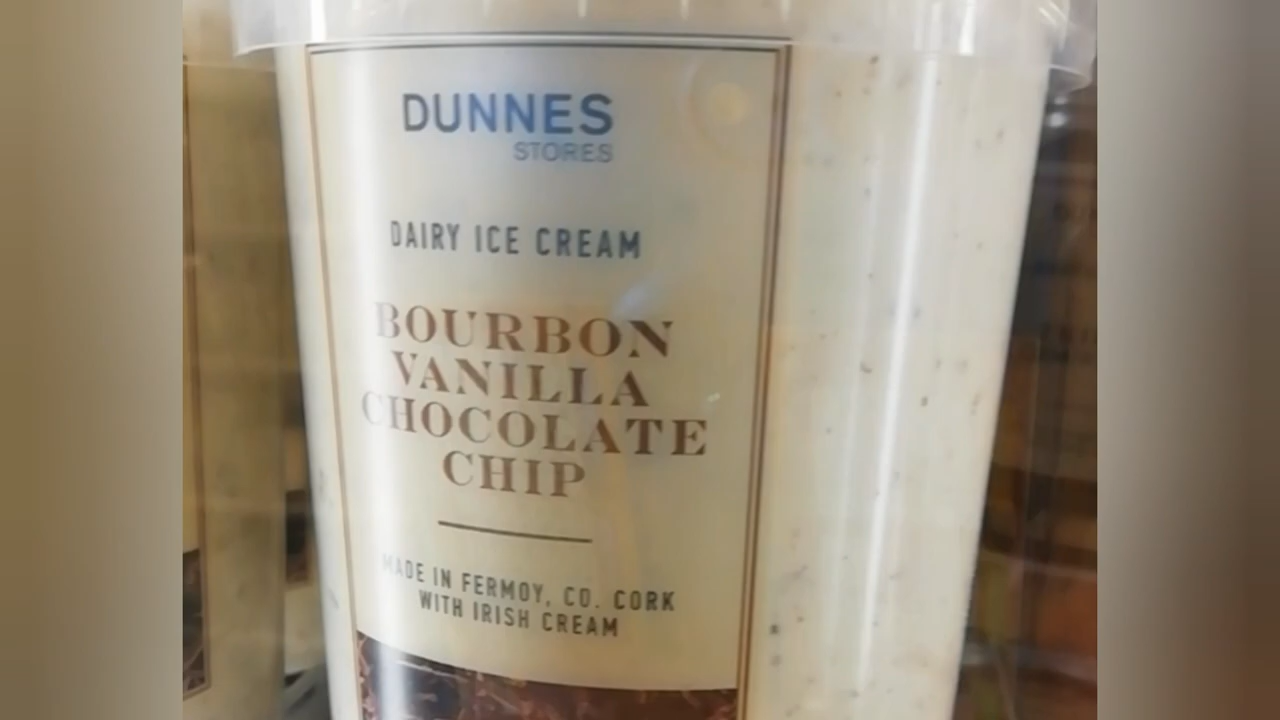 DUNNES
STORES
DAIRY ICE CREAM
BOURBON
VANILLA
CHOCOLATE
CHIP
MADE IN FERMOY, CO. CORK
WITH IRISH CREAM